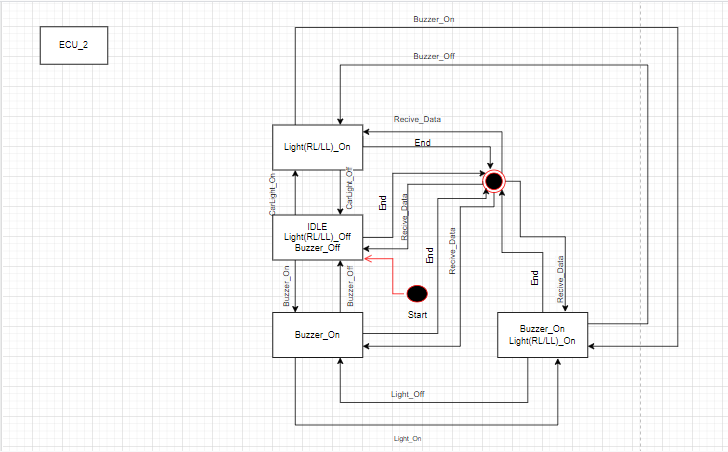 Buzzer_On
ECU_2
Buzzer_Off
Recive_Data
End
Light(RL/LL)_On
CarLight_On
CarLight_Off
End
Recive_Data
IDLE
Light(RL/LL)_Off
Buzzer_Off
End
Recive_Data
Buzzer_On
Buzzer_Off
End
Recive_Data
Start
Buzzer_On
Buzzer_On
Light(RL/LL)_On
Light_Off
Light_On